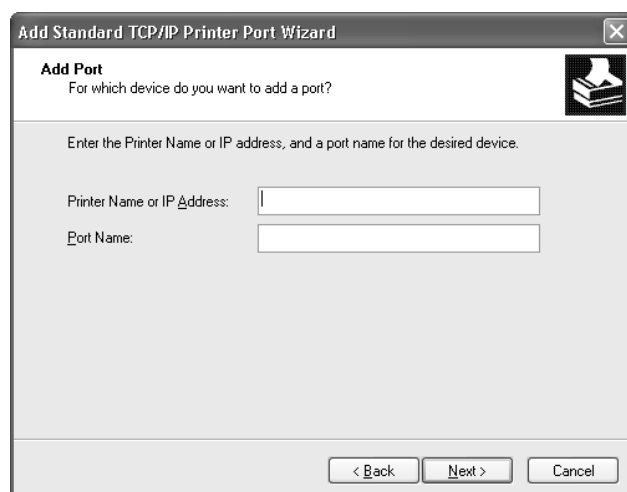 Add Standard TCP/IP Printer Port Wizard
Add Port
For which device do you want to add a port?
Enter the Printer Name or IP address, and a port name for the desired device.
Printer Name or IP Address:
Port Name:
< Back Next > Cancel